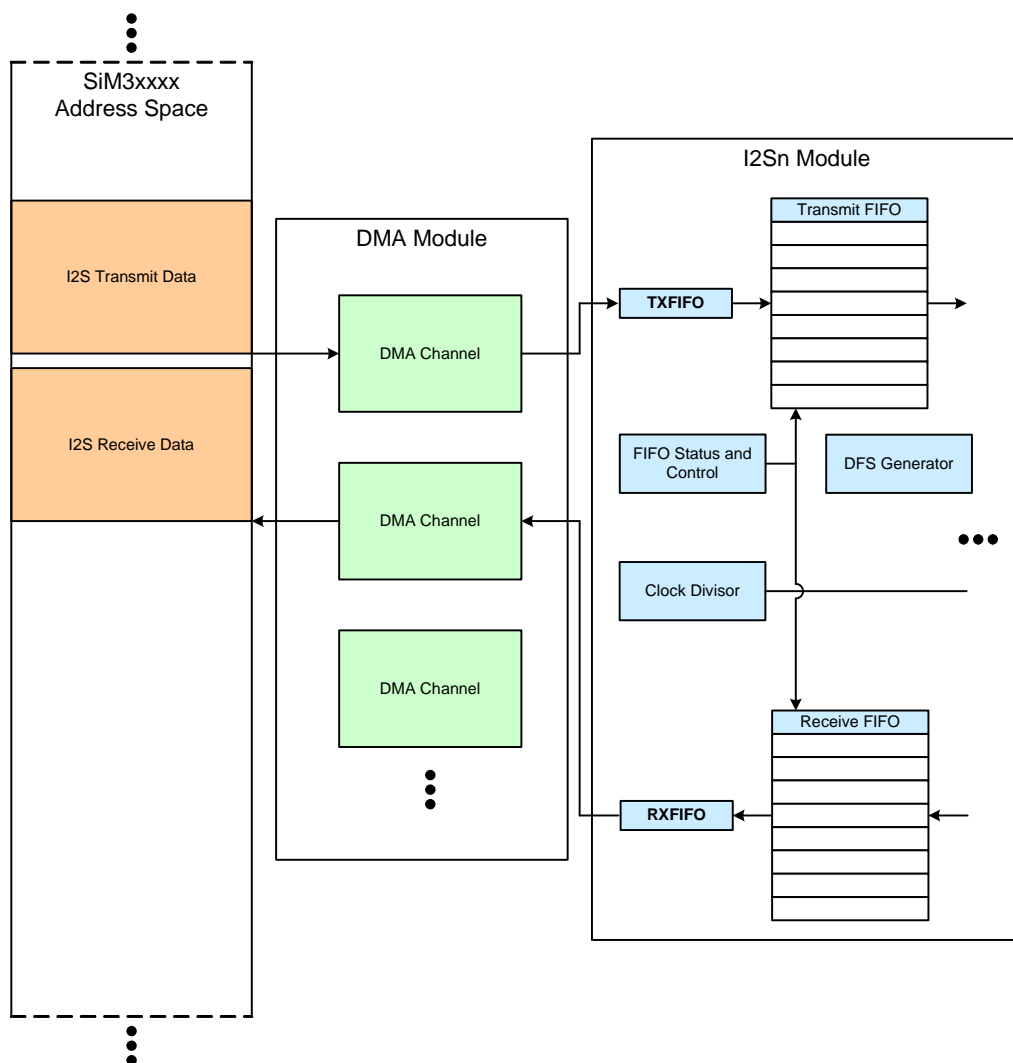 SiM3xxxx
Address Space
I2S Transmit Data
I2S Receive Data
DMA Module
DMA Channel
DMA Channel
DMA Channel
I2Sn Module
Transmit FIFO
TXFIFO
FIFO Status and
Control
DFS Generator
Clock Divisor
Receive FIFO
RXFIFO